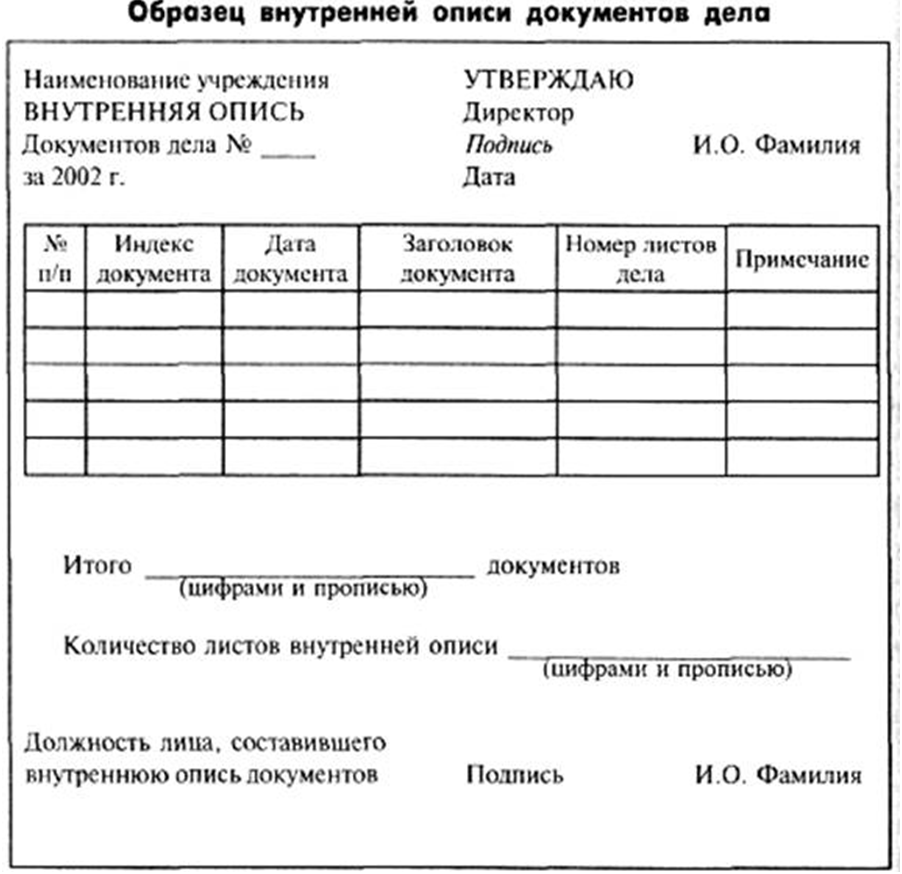 Образец внутренней описи документов дела
Наименование учреждения УТВЕРЖДАЮ
ВНУТРЕННЯЯ ОПИСЬ Директор
Документов дела № ____ Подпись И.О. Фамилия
за 2002 г. Дата
№ Индекс Дата Заголовок Номер листов Примечание
п/п документа документа документа дела
Итого ____ документов
(цифрами и прописью)
Количество листов внутренней описи ____
(цифрами и прописью)
Должность лица, составившего
внутреннюю опись документов Подпись И.О. Фамилия